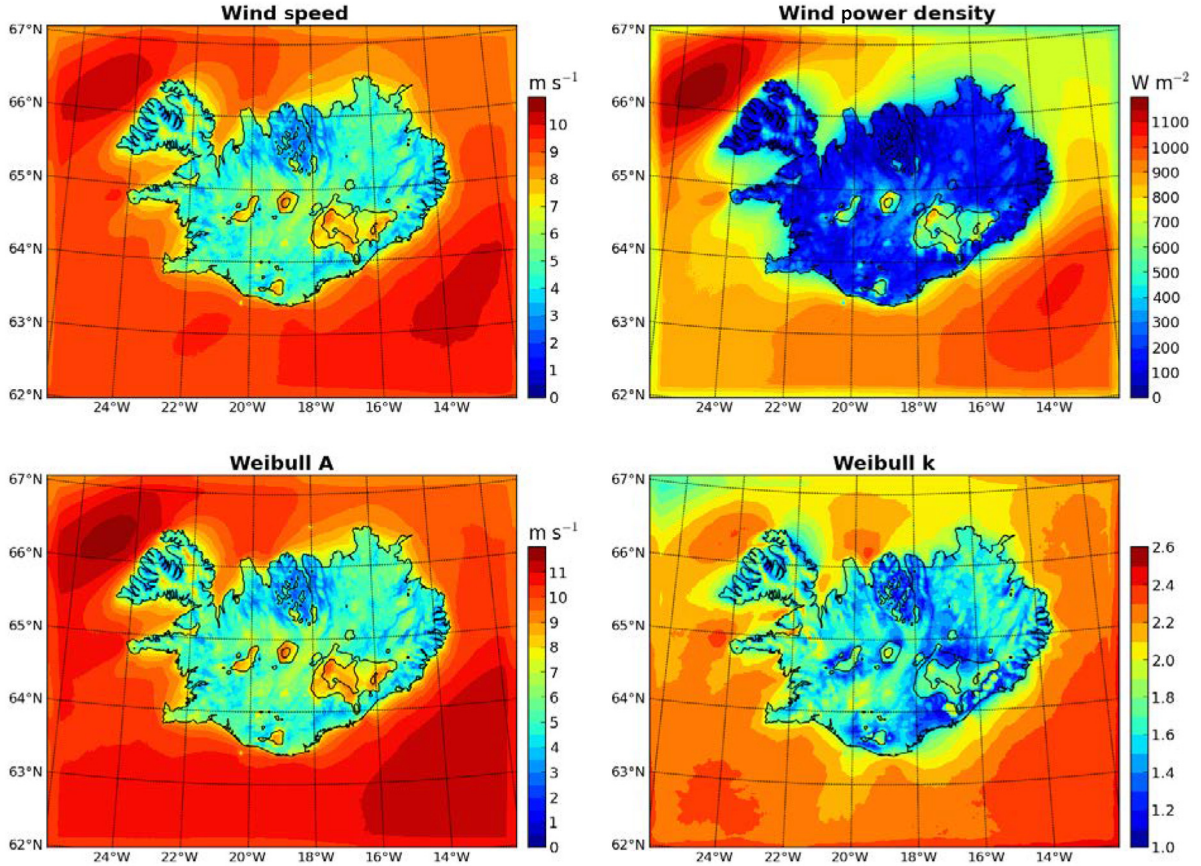 Wind speed
67°N
66°N
65°N
64°N
63°N
62°N
24°W 22°W 20°W 18°W 16°W 14°W
m s⁻¹
10
9
8
7
6
5
4
3
2
1
0
Wind power density
67°N
66°N
65°N
64°N
63°N
62°N
24°W 22°W 20°W 18°W 16°W 14°W
W m⁻²
1100
1000
900
800
700
600
500
400
300
200
100
0
Weibull A
67°N
66°N
65°N
64°N
63°N
62°N
24°W 22°W 20°W 18°W 16°W 14°W
m s⁻¹
11
10
9
8
7
6
5
4
3
2
1
0
Weibull k
67°N
66°N
65°N
64°N
63°N
62°N
24°W 22°W 20°W 18°W 16°W 14°W
2.6
2.4
2.2
2.0
1.8
1.6
1.4
1.2
1.0